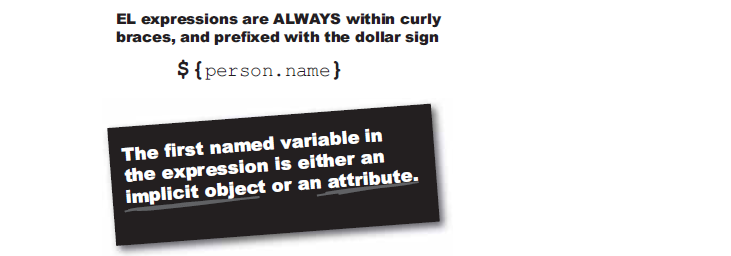 EL expressions are ALWAYS within curly
braces, and prefixed with the dollar sign
${person.name}
The first named variable in
the expression is either an
implicit object or an attribute.